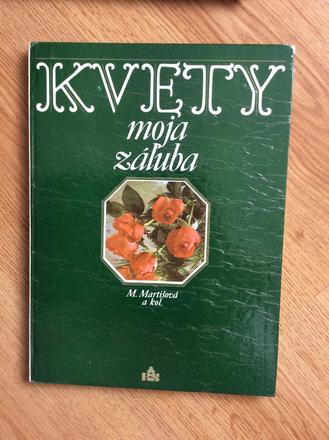 KVETY
moja
záľuba
M. Martišová
a kol.